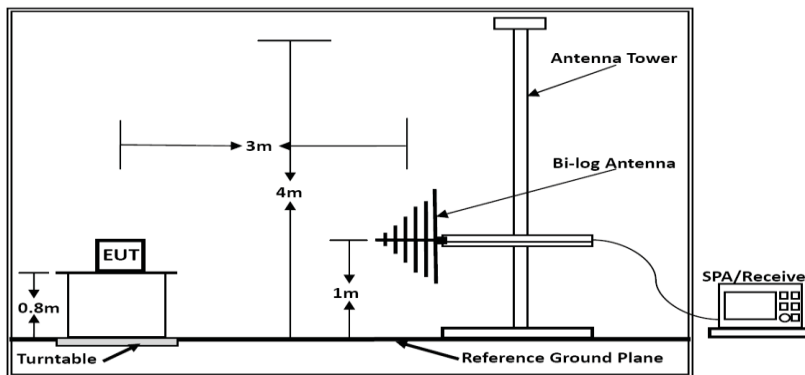 Antenna Tower
3m
Bi-log Antenna
4m
EUT
SPA/Receive
0.8m
1m
Turntable
Reference Ground Plane